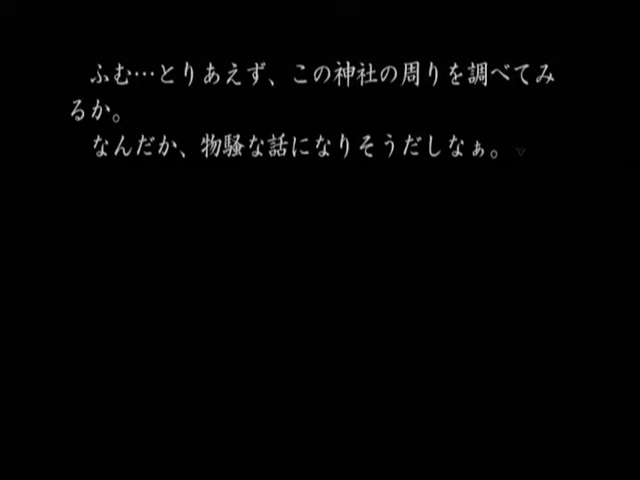 ふむ…とりあえず、この神社の周りを調べてみ
るか。
なんだか、物騒な話になりそうだしなぁ。